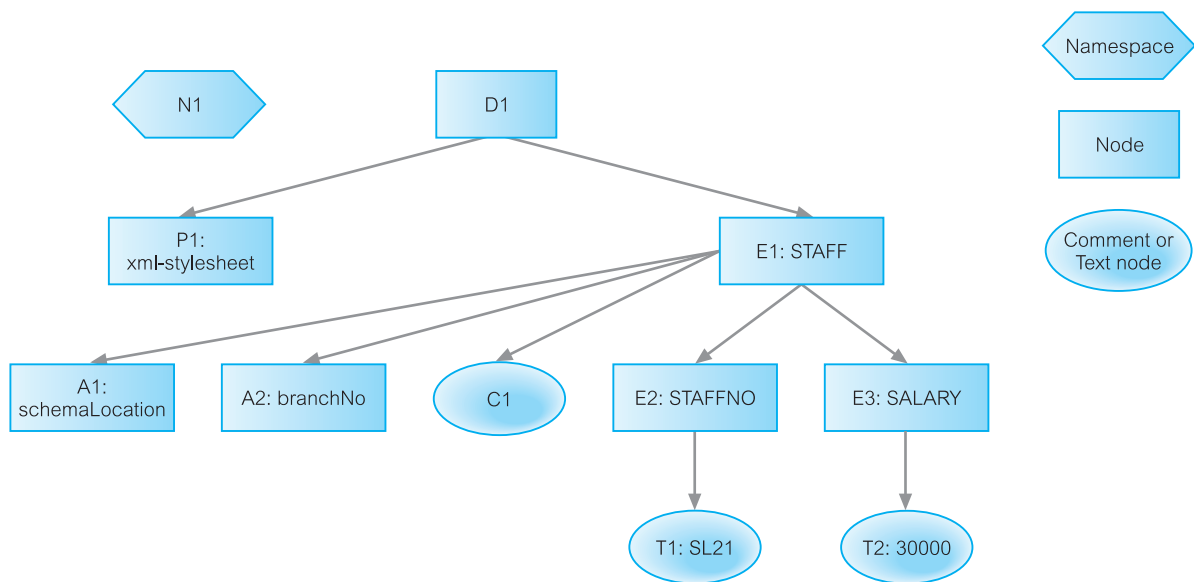 Namespace
N1
D1
Node
P1:
xml-stylesheet
E1: STAFF
Comment or
Text node
A1:
schemaLocation
A2: branchNo
C1
E2: STAFFNO
E3: SALARY
T1: SL21
T2: 30000